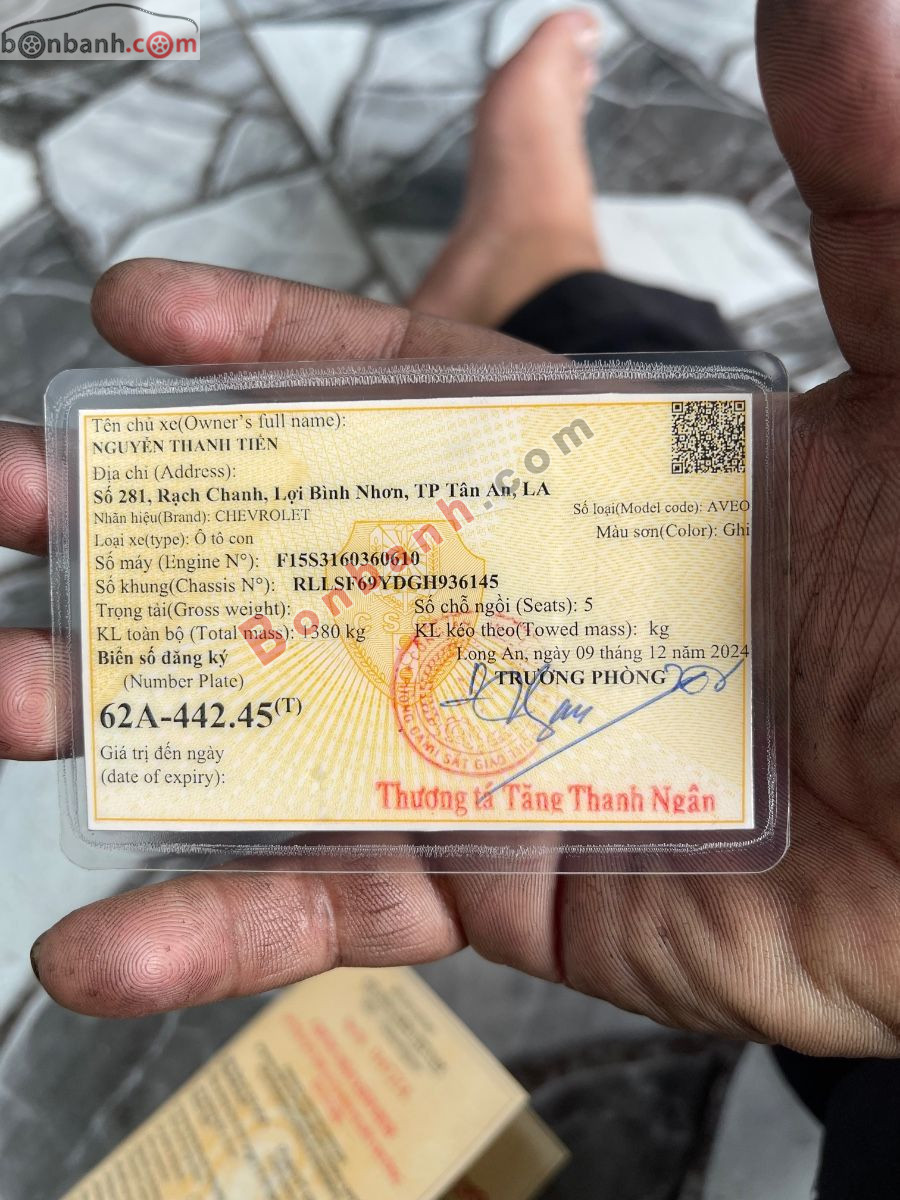 bonbanh.com
Tên chủ xe(Owner's full name):
NGUYỄN THANH TIÊN
Địa chỉ (Address):
Số 281, Rạch Chanh, Lợi Bình Nhơn, TP Tân An, LA
Nhãn hiệu(Brand): CHEVROLET
Số loại(Model code): AVEO
Loại xe(type): Ô tô con
Màu sơn(Color): Ghi
Số máy (Engine N°): F15S3160360610
Số khung(Chassis N°): RLLSF69YDGH936145
Trọng tải(Gross weight):
Số chỗ ngồi (Seats): 5
KL toàn bộ (Total mass): 1380 kg
KL kéo theo(Towed mass): kg
Biển số đăng ký
Long An, ngày 09 tháng 12 năm 2024
(Number Plate)
TRƯỞNG PHÒNG
62A-442.45(T)
Giá trị đến ngày
(date of expiry):
Thượng tá Tăng Thanh Ngân
Bonbanh.com